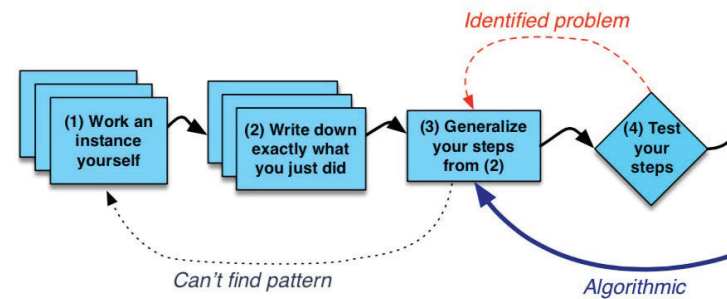 Identified problem
(1) Work an
instance
yourself
(2) Write down
exactly what
you just did
(3) Generalize
your steps
from (2)
(4) Test
your
steps
Can't find pattern
Algorithmic